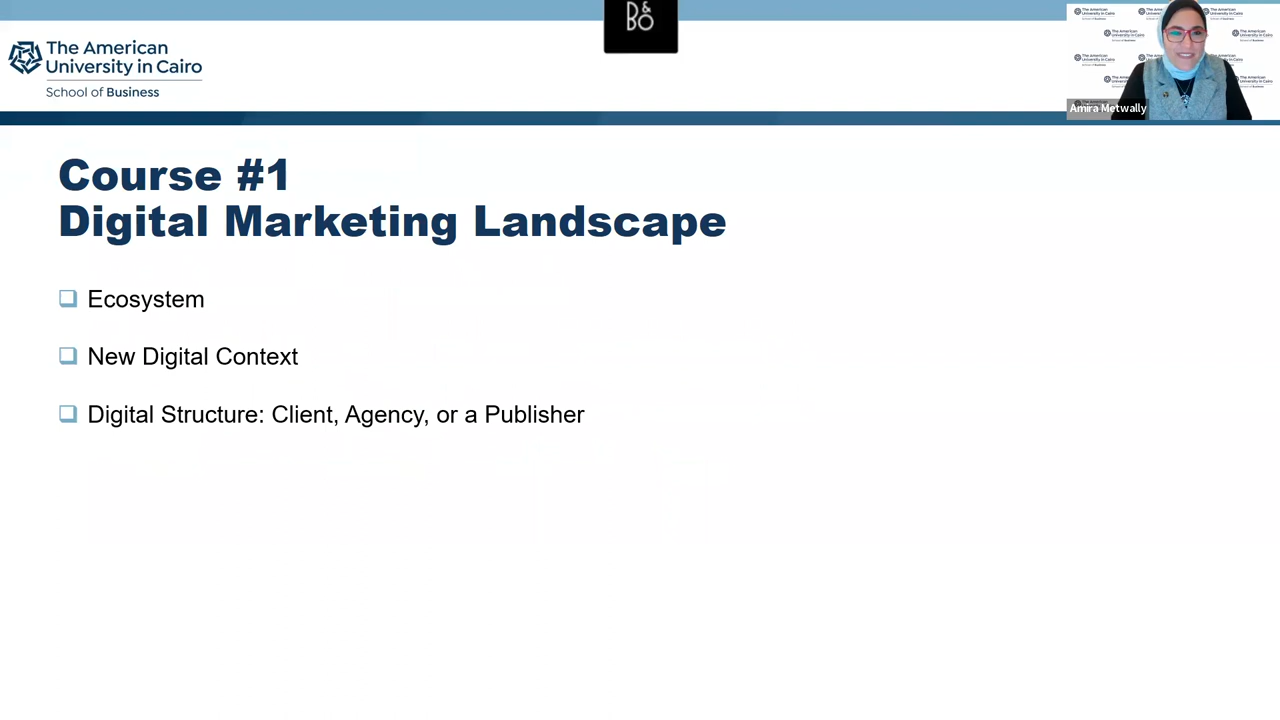 D&
BO
The American
University in Cairo
School of Business
Amira Metwally
Course #1
Digital Marketing Landscape
Ecosystem
New Digital Context
Digital Structure: Client, Agency, or a Publisher